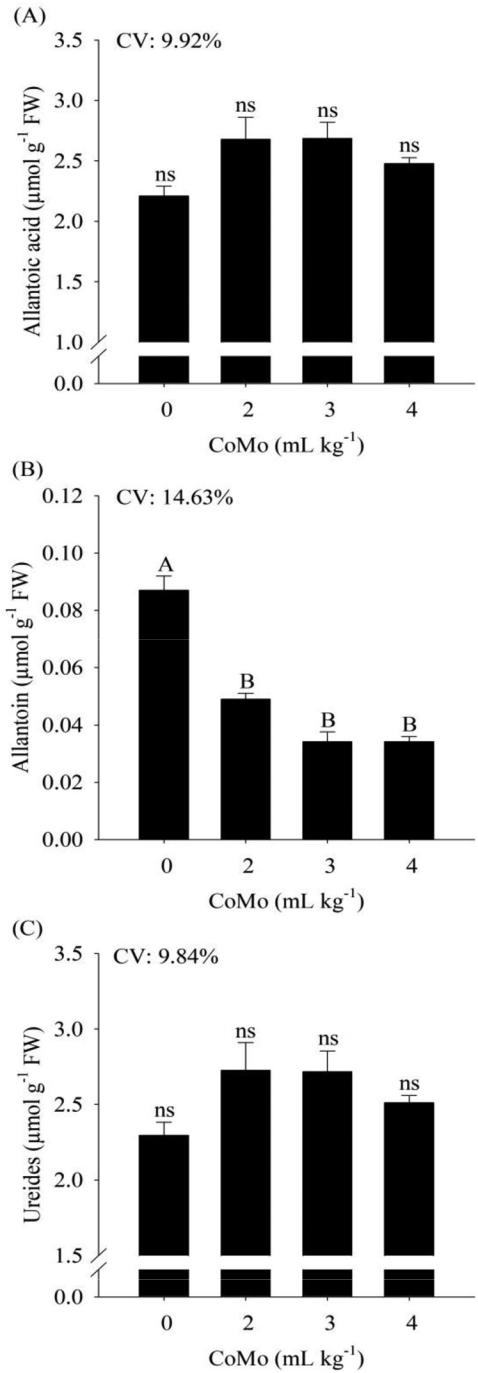 (A)
CV: 9.92%
3.5
3.0
2.5
2.0
1.5
1.0
0.0
Allantoic acid (µmol g⁻¹ FW)
ns
ns
ns
ns
0 2 3 4
CoMo (mL kg⁻¹)
(B)
CV: 14.63%
0.12
0.10
0.08
0.06
0.04
0.02
0.00
Allantoin (µmol g⁻¹ FW)
A
B
B
B
0 2 3 4
CoMo (mL kg⁻¹)
(C)
CV: 9.84%
3.5
3.0
2.5
2.0
1.5
0.0
Ureides (µmol g⁻¹ FW)
ns
ns
ns
ns
0 2 3 4
CoMo (mL kg⁻¹)